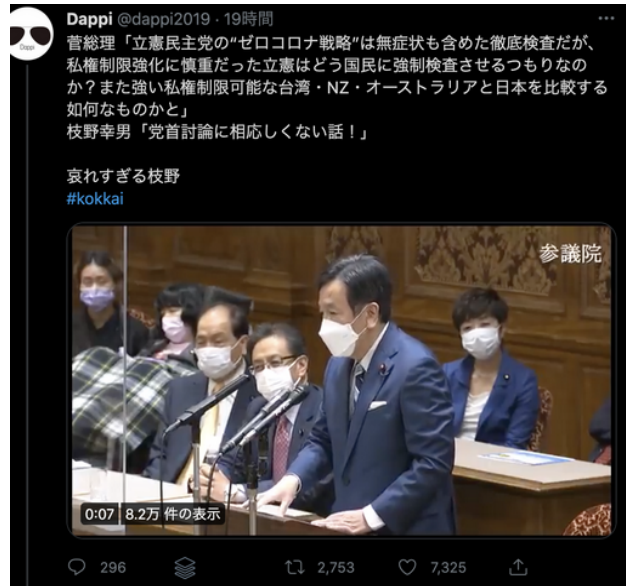 Dappi @dappi2019 · 19時間
菅総理「立憲民主党の“ゼロコロナ戦略”は無症状も含めた徹底検査だが、
私権制限強化に慎重だった立憲はどう国民に強制検査させるつもりなの
か？また強い私権制限可能な台湾・NZ・オーストラリアと日本を比較する
如何なものかと」
枝野幸男「党首討論に相応しくない話！」
哀れすぎる枝野
#kokkai
Dappi
参議院
0:07 8.2万 件の表示
296 2,753 7,325